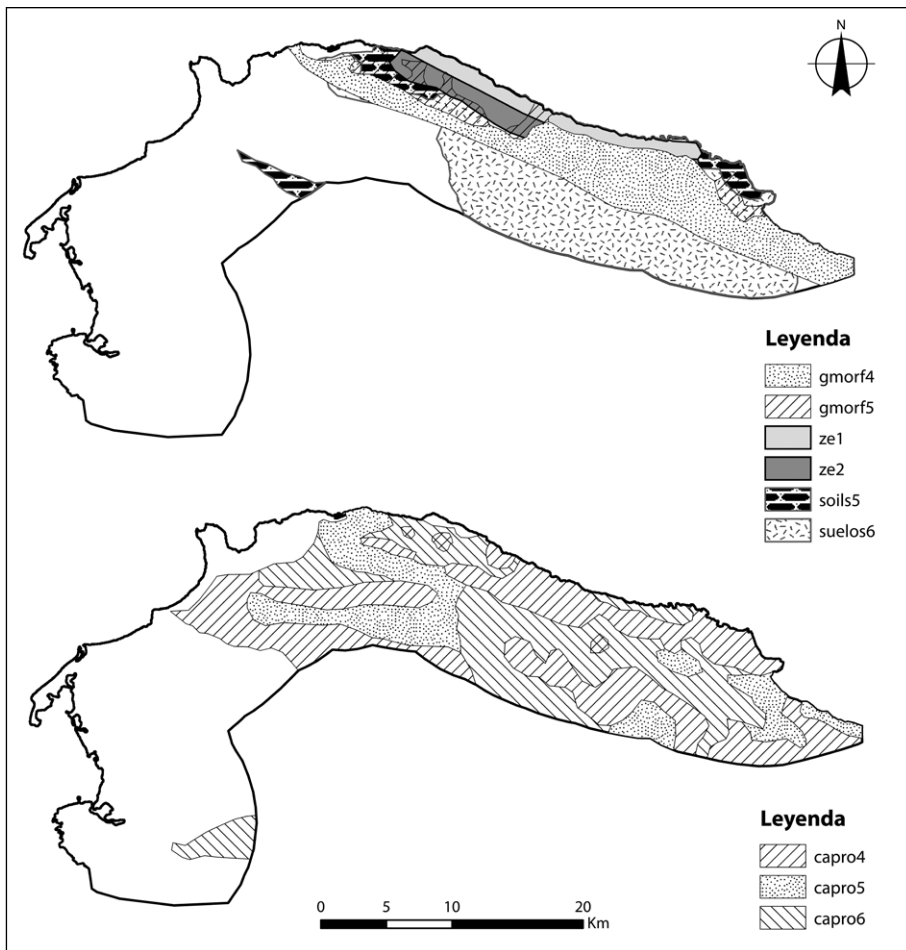 N
Leyenda
gmorf4
gmorf5
ze1
ze2
soils5
suelos6
Leyenda
capro4
capro5
capro6
0 5 10 20
Km